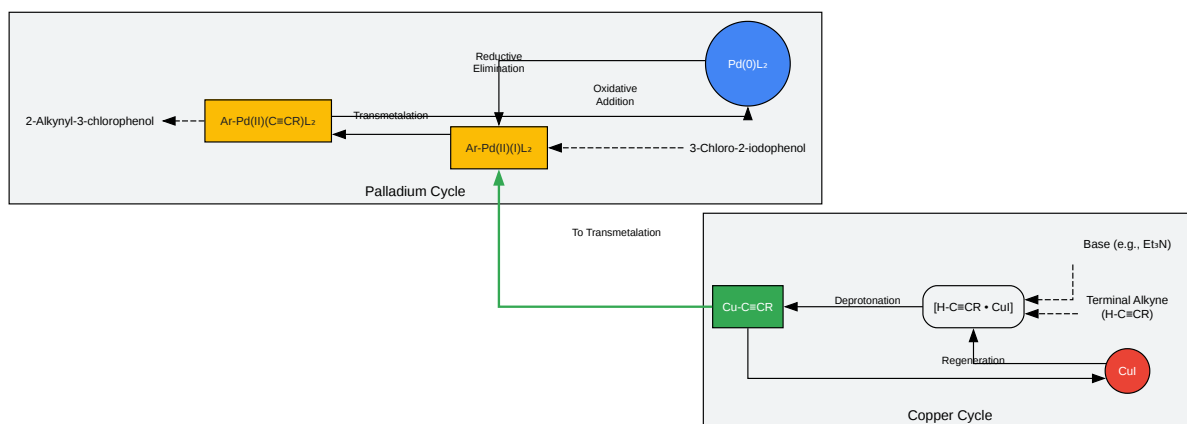 Reductive
Elimination
Pd(0)L₂
Oxidative
Addition
2-Alkynyl-3-chlorophenol
Ar-Pd(II)(C≡CR)L₂
Transmetalation
Ar-Pd(II)(I)L₂
3-Chloro-2-iodophenol
Palladium Cycle
To Transmetalation
Base (e.g., Et₃N)
Cu-C≡CR
Deprotonation
[H-C≡CR • CuI]
Terminal Alkyne
(H-C≡CR)
Regeneration
CuI
Copper Cycle